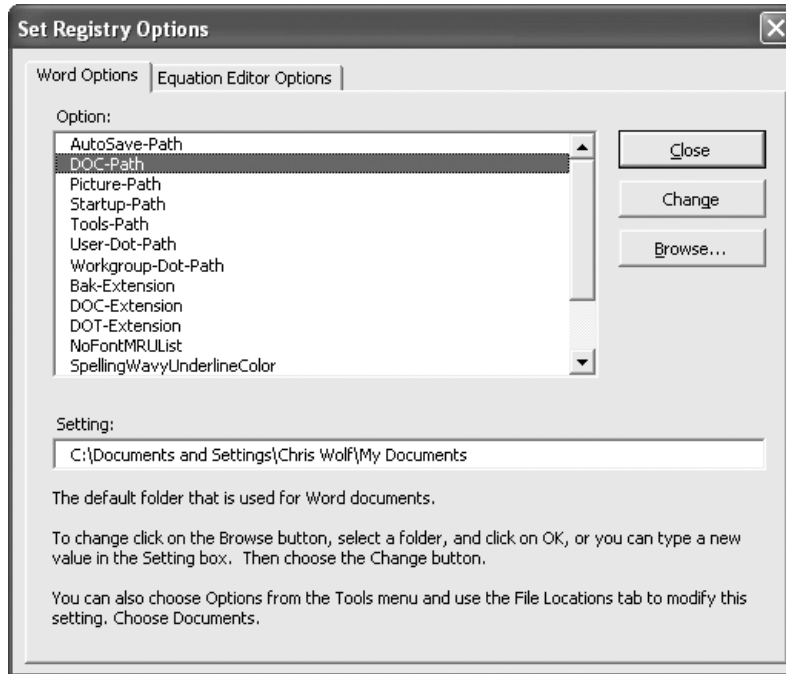 Set Registry Options
Word Options
Equation Editor Options
Option:
AutoSave-Path
DOC-Path
Picture-Path
Startup-Path
Tools-Path
User-Dot-Path
Workgroup-Dot-Path
Bak-Extension
DOC-Extension
DOT-Extension
NoFontMRUList
SpellingWavyUnderlineColor
Close
Change
Browse...
Setting:
C:\Documents and Settings\Chris Wolf\My Documents
The default folder that is used for Word documents.
To change click on the Browse button, select a folder, and click on OK, or you can type a new
value in the Setting box.  Then choose the Change button.
You can also choose Options from the Tools menu and use the File Locations tab to modify this
setting. Choose Documents.